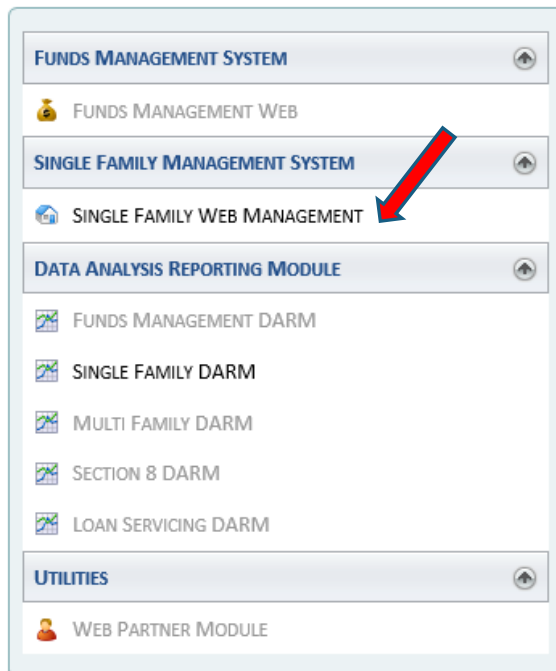 FUNDS MANAGEMENT SYSTEM
FUNDS MANAGEMENT WEB
SINGLE FAMILY MANAGEMENT SYSTEM
SINGLE FAMILY WEB MANAGEMENT
DATA ANALYSIS REPORTING MODULE
FUNDS MANAGEMENT DARM
SINGLE FAMILY DARM
MULTI FAMILY DARM
SECTION 8 DARM
LOAN SERVICING DARM
UTILITIES
WEB PARTNER MODULE